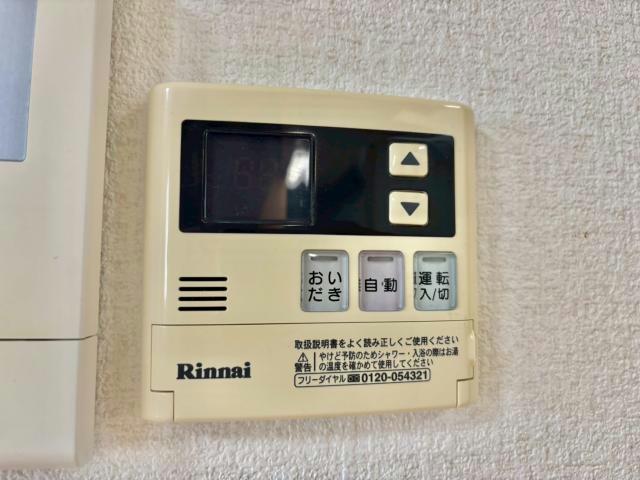 おい
だき
自動
運転
入/切
取扱説明書をよく読み正しくご使用ください
やけど予防のためシャワー・入浴の際はお湯
警告 の温度を確かめて使用してください
フリーダイヤル 0120-054321
Rinnai